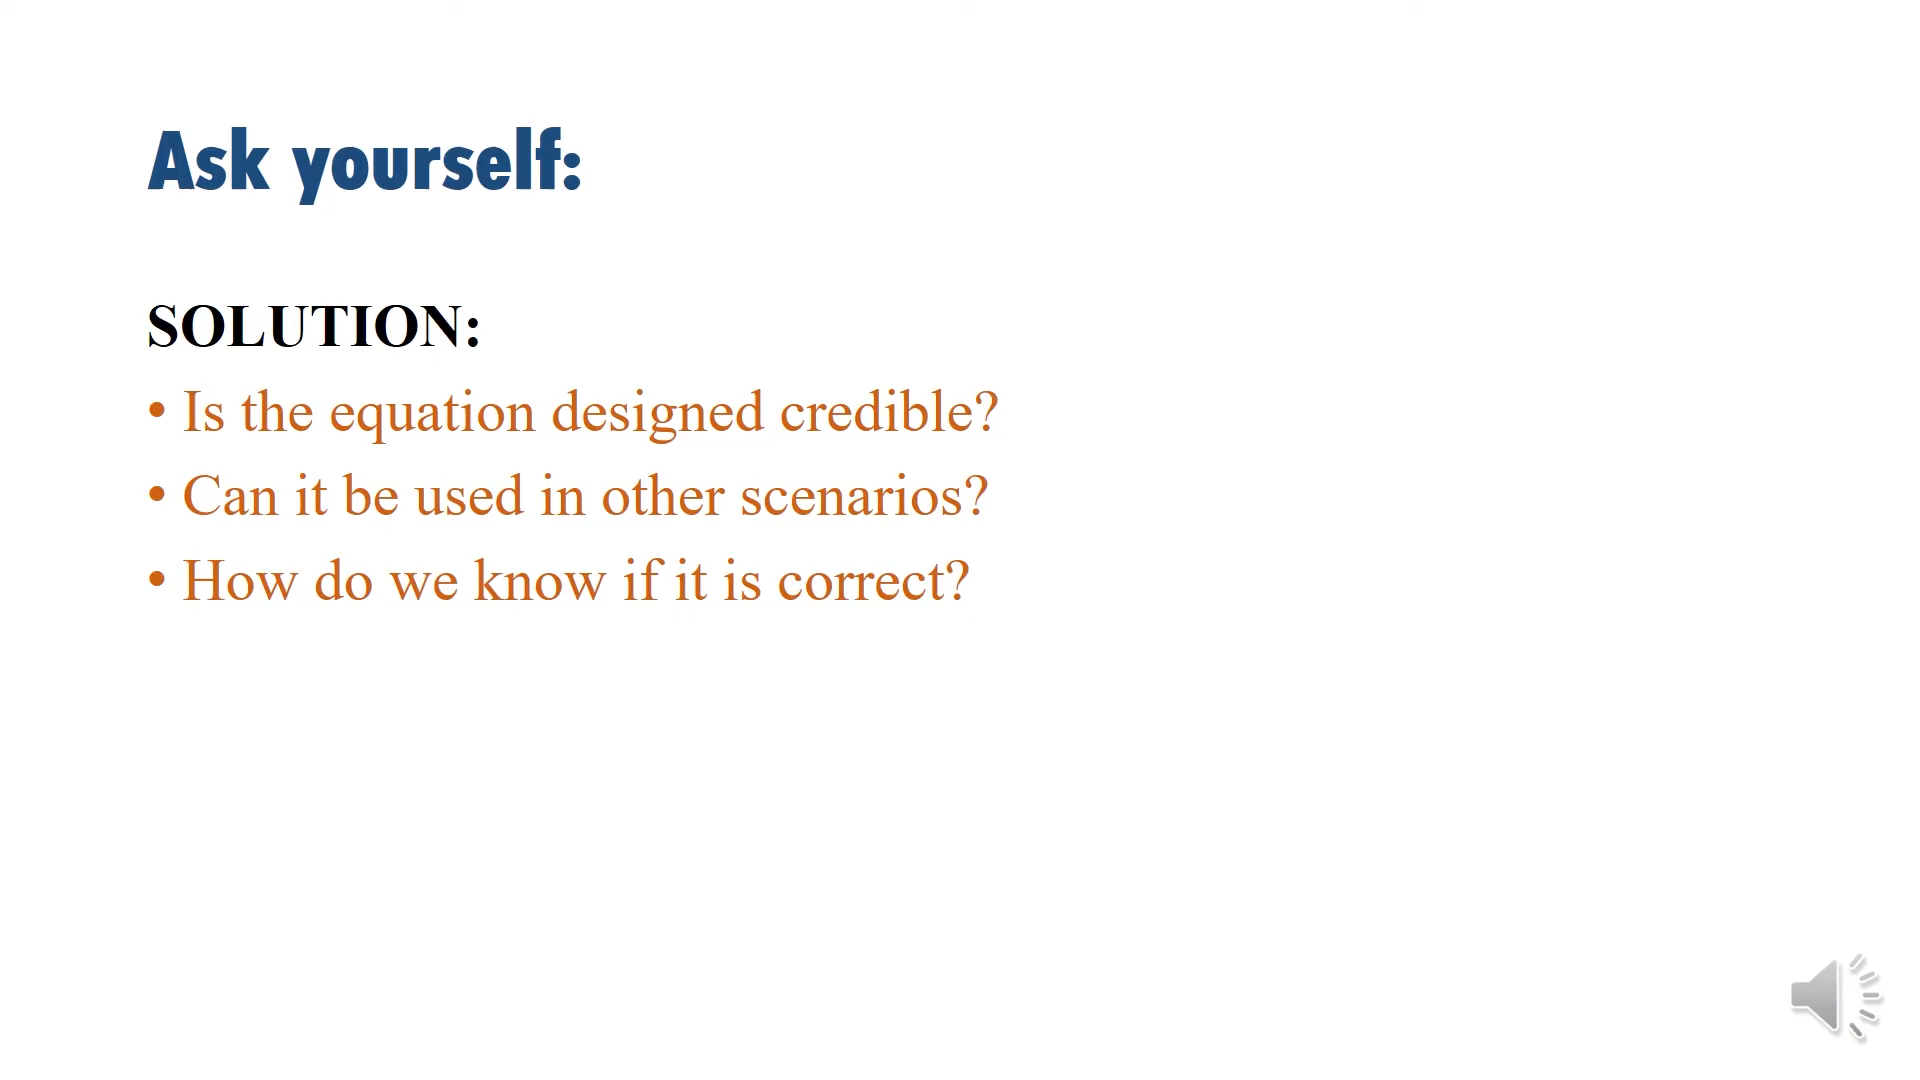 Ask yourself:
SOLUTION:
• Is the equation designed credible?
• Can it be used in other scenarios?
• How do we know if it is correct?